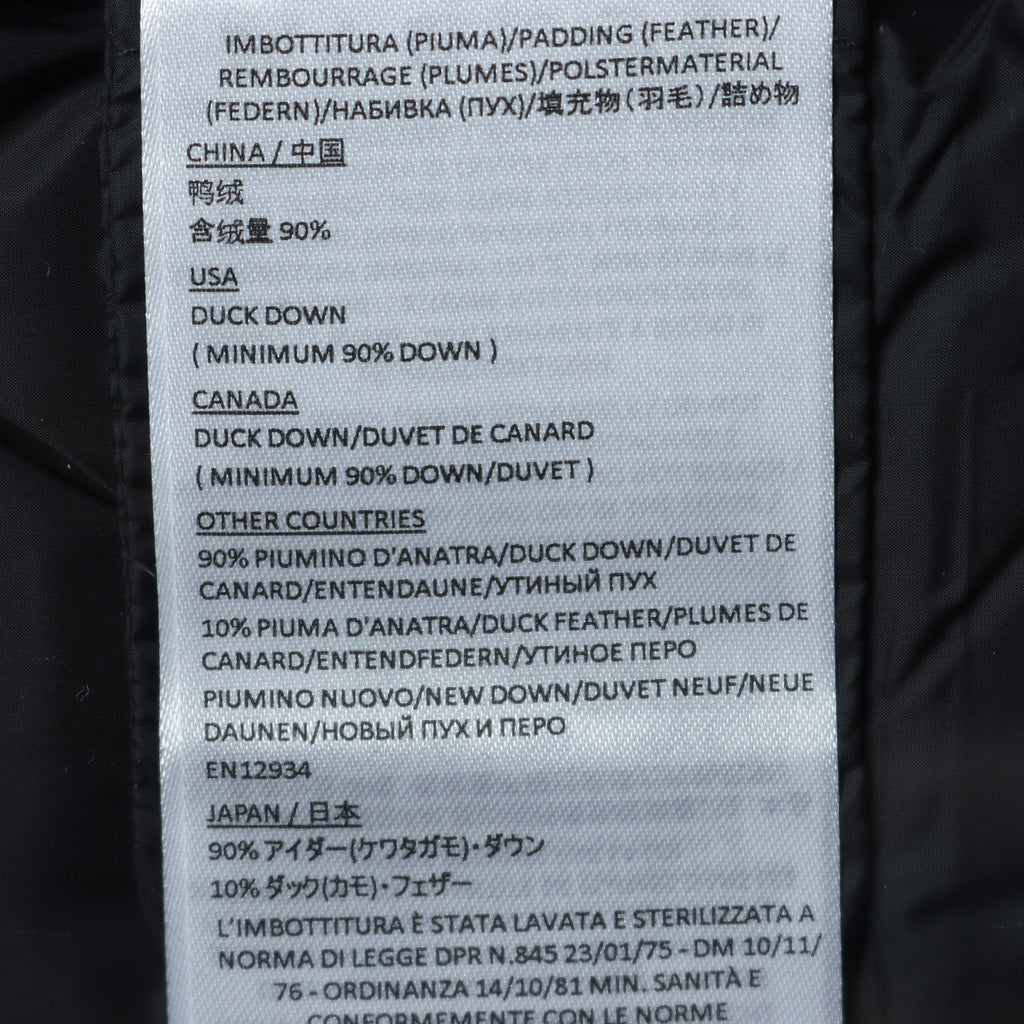 IMBOTTITURA (PIUMA)/PADDING (FEATHER)/
REMBOURRAGE (PLUMES)/POLSTERMATERIAL
(FEDERN)/НАБИВКА (ПУХ)/填充物(羽毛)/詰め物
CHINA / 中国
鸭绒
含绒量 90%
USA
DUCK DOWN
( MINIMUM 90% DOWN )
CANADA
DUCK DOWN/DUVET DE CANARD
( MINIMUM 90% DOWN/DUVET )
OTHER COUNTRIES
90% PIUMINO D'ANATRA/DUCK DOWN/DUVET DE
CANARD/ENTENDAUNE/УТИНЫЙ ПУХ
10% PIUMA D'ANATRA/DUCK FEATHER/PLUMES DE
CANARD/ENTENDFEDERN/УТИНОЕ ПЕРО
PIUMINO NUOVO/NEW DOWN/DUVET NEUF/NEUE
DAUNEN/НОВЫЙ ПУХ И ПЕРО
EN12934
JAPAN / 日本
90% アイダー(ケワタガモ)・ダウン
10% ダック(カモ)・フェザー
L'IMBOTTITURA È STATA LAVATA E STERILIZZATA A
NORMA DI LEGGE DPR N.845 23/01/75 - DM 10/11/
76 - ORDINANZA 14/10/81 MIN. SANITÀ E
CONFORMEMENTE CON LE NORME